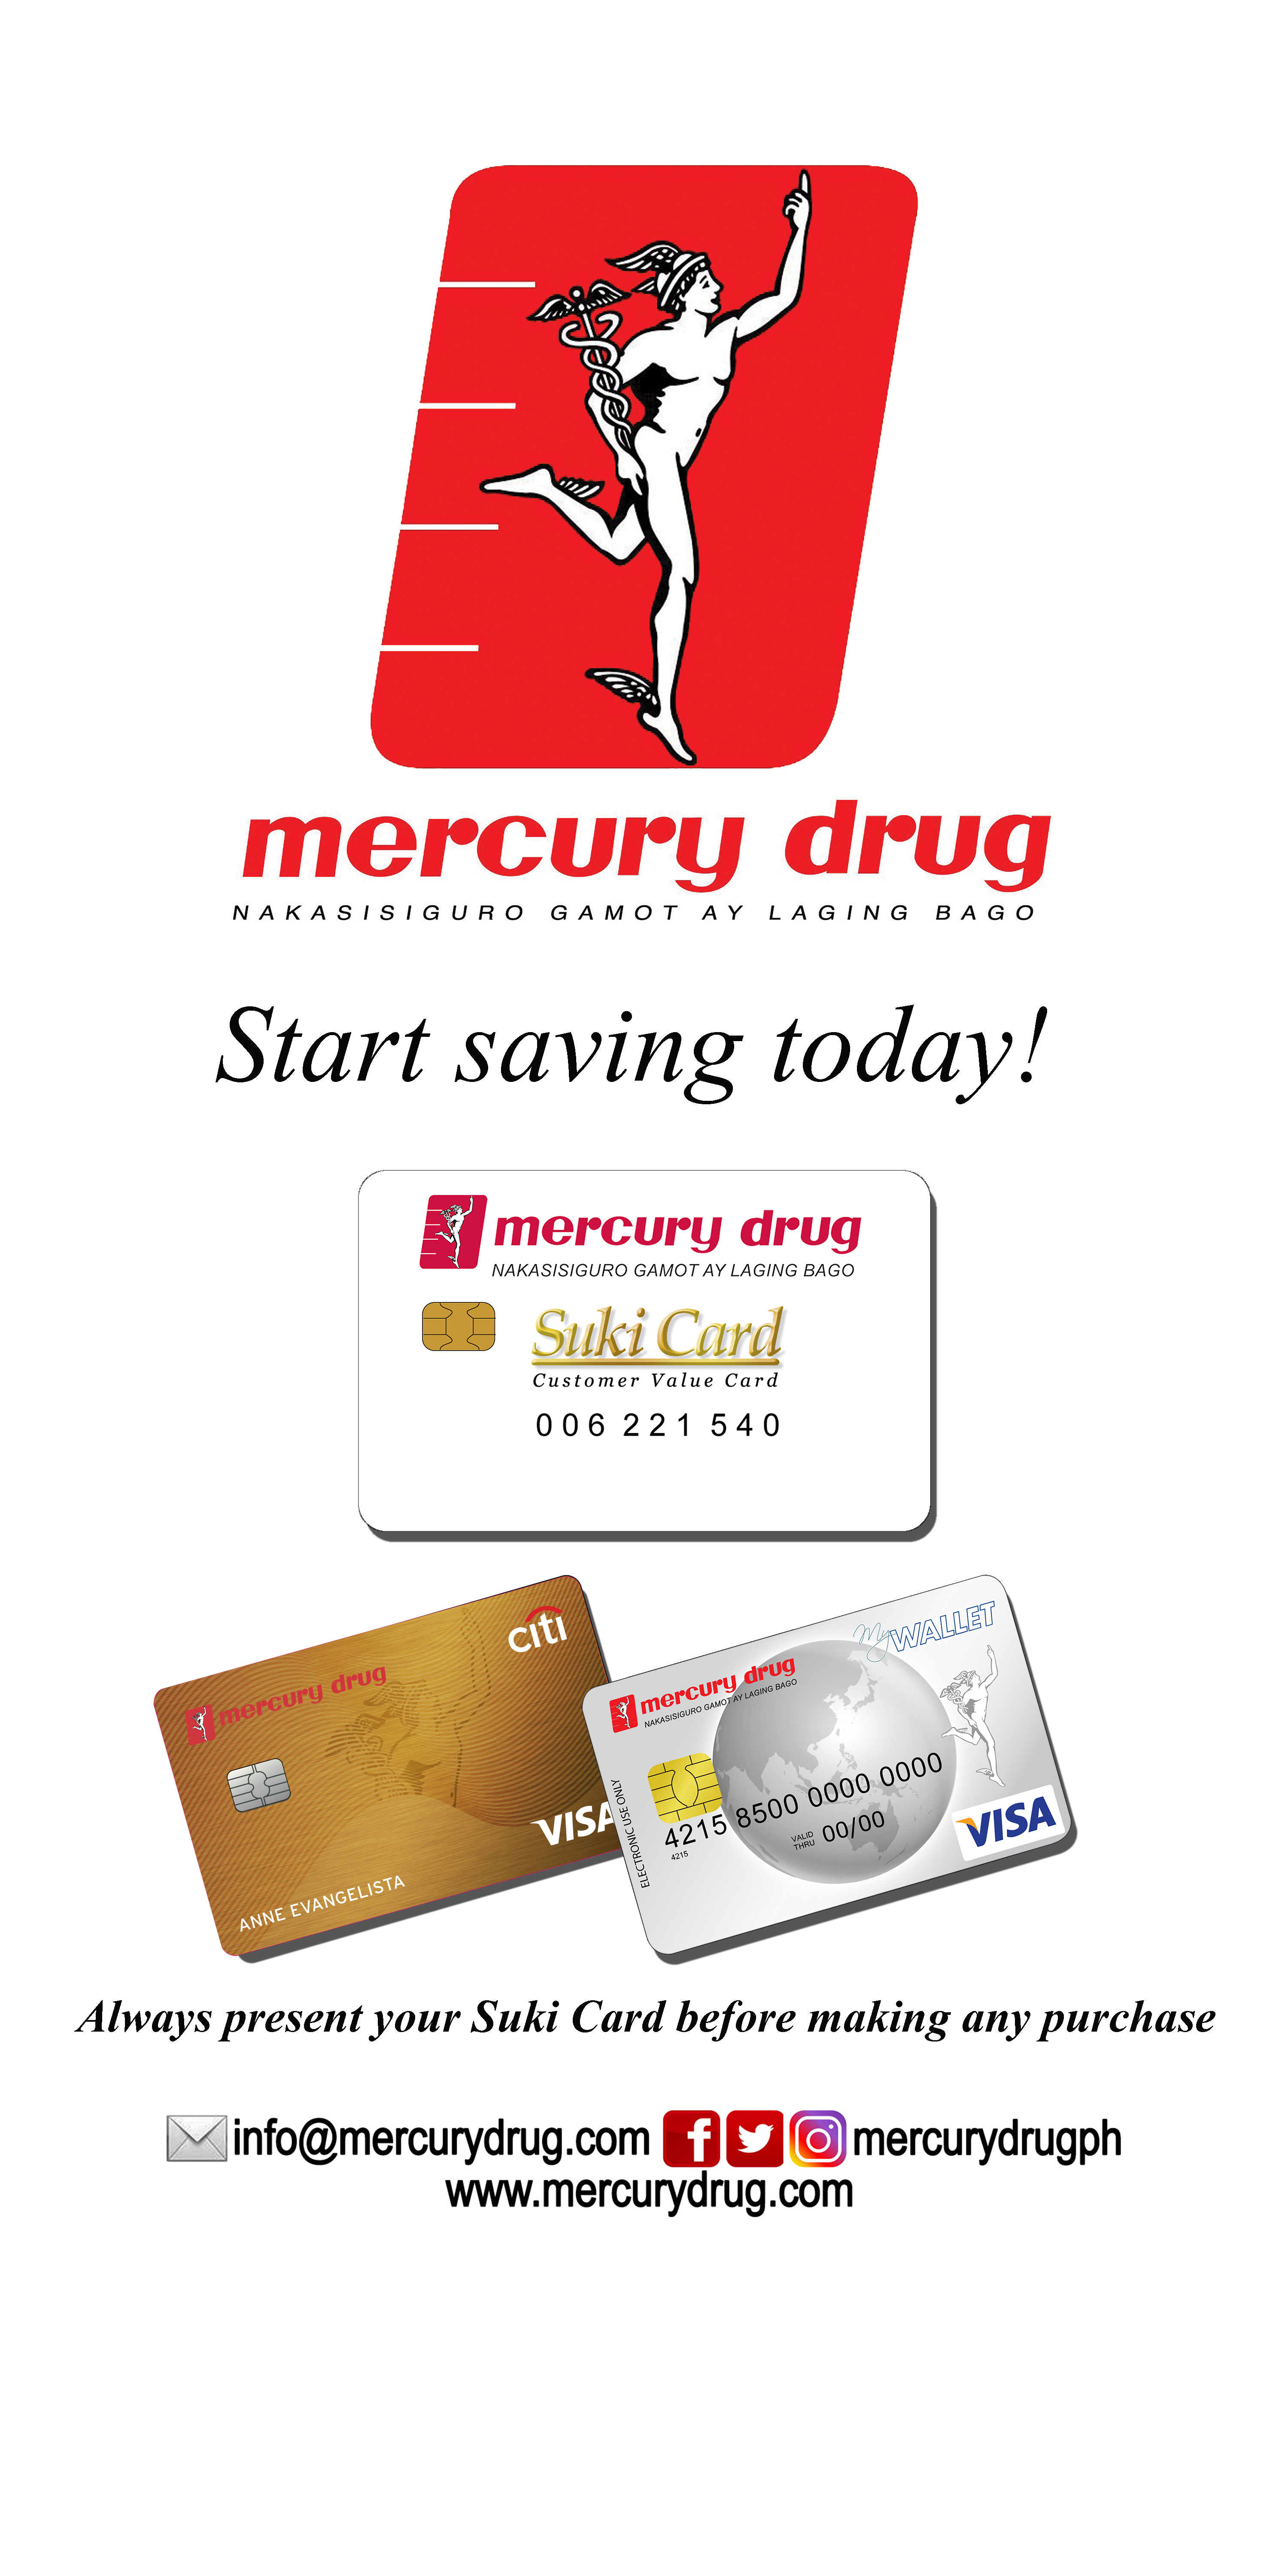 mercury drug
NAKASISIGURO GAMOT AY LAGING BAGO
Start saving today!
mercury drug
NAKASISIGURO GAMOT AY LAGING BAGO
Suki Card
Customer Value Card
006 221 540
citi
mercury drug
VISA
ANNE EVANGELISTA
My WALLET
mercury drug
NAKASISIGURO GAMOT AY LAGING BAGO
ELECTRONIC USE ONLY
4215 8500 0000 0000
4215
VALID THRU 00/00
VISA
Always present your Suki Card before making any purchase
info@mercurydrug.com mercurydrugph
www.mercurydrug.com